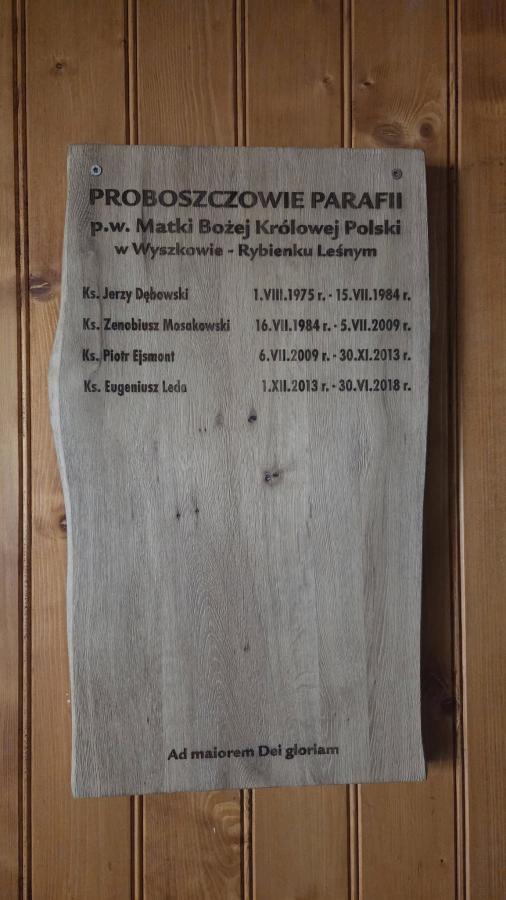 PROBOSZCZOWIE PARAFII
p.w. Matki Bożej Królowej Polski
w Wyszkowie - Rybienku Leśnym
Ks. Jerzy Dębowski 1.VIII.1975 r. - 15.VII.1984 r.
Ks. Zenobiusz Mosakowski 16.VII.1984 r. - 5.VII.2009 r.
Ks. Piotr Ejsmont 6.VII.2009 r. - 30.XI.2013 r.
Ks. Eugeniusz Leda 1.XII.2013 r. - 30.VI.2018 r.
Ad maiorem Dei gloriam